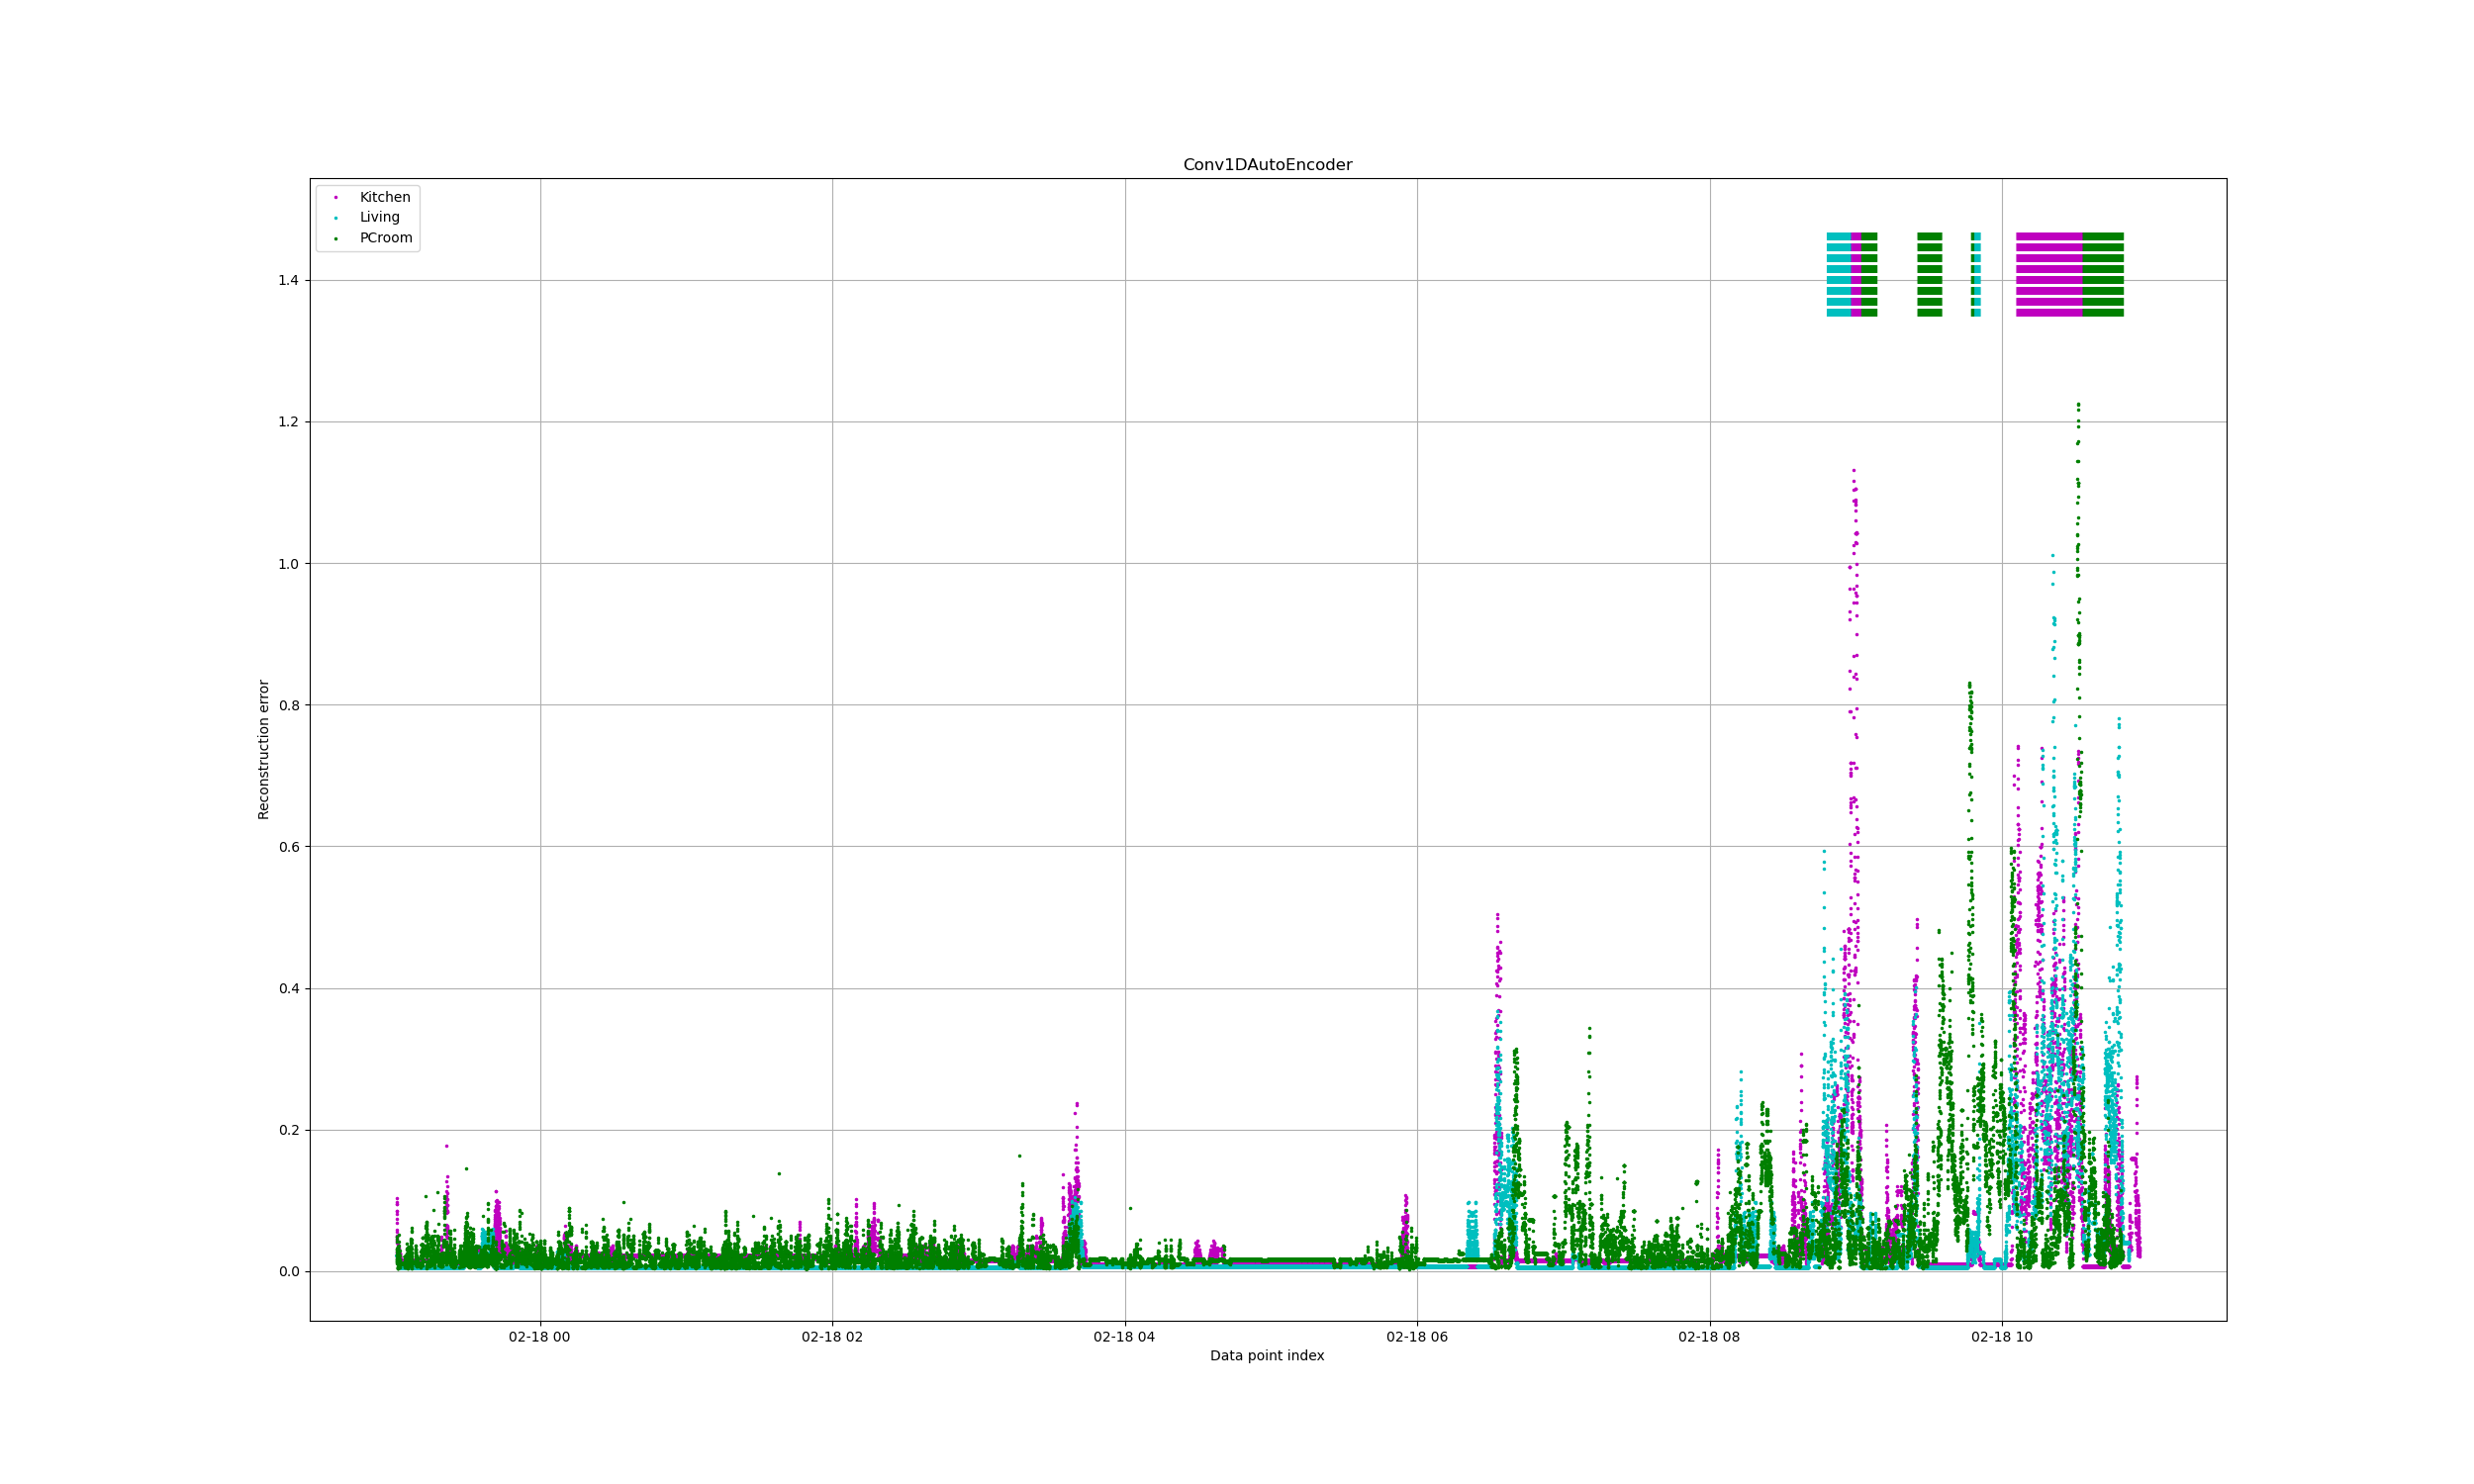 Conv1DAutoEncoder
Kitchen
Living
PCroom
1.4
1.2
1.0
0.8
0.6
0.4
0.2
0.0
Reconstruction error
02-18 00
02-18 02
02-18 04
02-18 06
02-18 08
02-18 10
Data point index